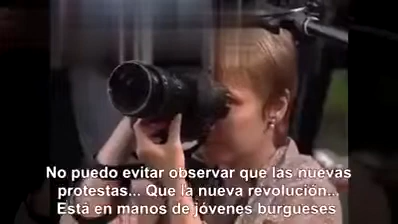 No puedo evitar observar que las nuevas
protestas... Que la nueva revolución...
Está en manos de jóvenes burgueses